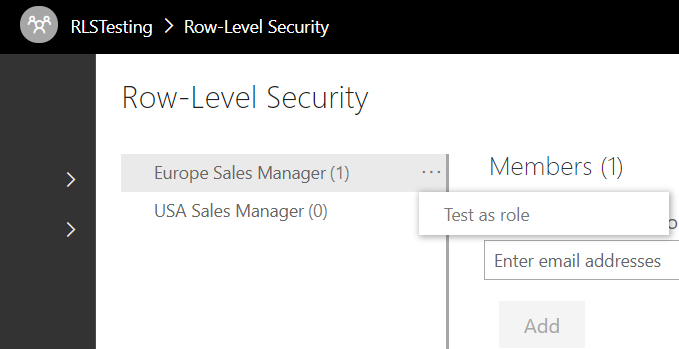 RLSTesting > Row-Level Security
Row-Level Security
Europe Sales Manager (1) ...
USA Sales Manager (0)
Test as role
Members (1)
Enter email addresses
Add